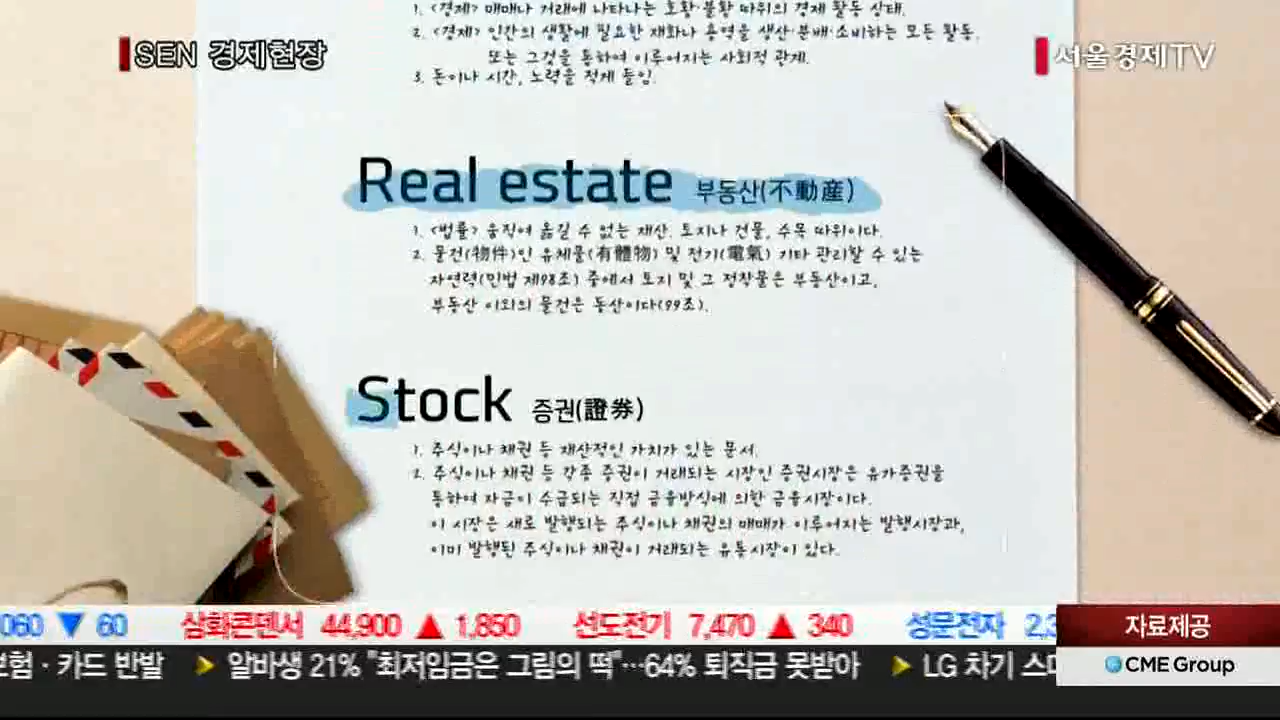 1. <경제> 매매나 거래에 나타나는 호황·불황 따위의 경제 활동 상태.
2. <경제> 인간의 생활에 필요한 재화나 용역을 생산·분배·소비하는 모든 활동.
또는 그것을 통하여 이루어지는 사회적 관계.
3. 돈이나 시간, 노력을 적게 들임.
SEN 경제현장
서울경제TV
Real estate 부동산(不動産)
1. <법률> 움직여 옮길 수 없는 재산. 토지나 건물, 수목 따위이다.
2. 물건(物件)인 유체물(有體物) 및 전기(電氣) 기타 관리할 수 있는
자연력(민법 제98조) 중에서 토지 및 그 정착물은 부동산이고,
부동산 이외의 물건은 동산이다(99조).
Stock 증권(證券)
1. 주식이나 채권 등 재산적인 가치가 있는 문서.
2. 주식이나 채권 등 각종 증권이 거래되는 시장인 증권시장은 유가증권을
통하여 자금이 수급되는 직접 금융방식에 의한 금융시장이다.
이 시장은 새로 발행되는 주식이나 채권의 매매가 이루어지는 발행시장과,
이미 발행된 주식이나 채권이 거래되는 유통시장이 있다.
060 ▼ 60 삼화콘덴서 44,900 ▲ 1,850 선도전기 7,470 ▲ 340 성문전자 2,3
자료제공
보험·카드 반발 ▶ 알바생 21% "최저임금은 그림의 떡"…64% 퇴직금 못받아 ▶ LG 차기
CME Group